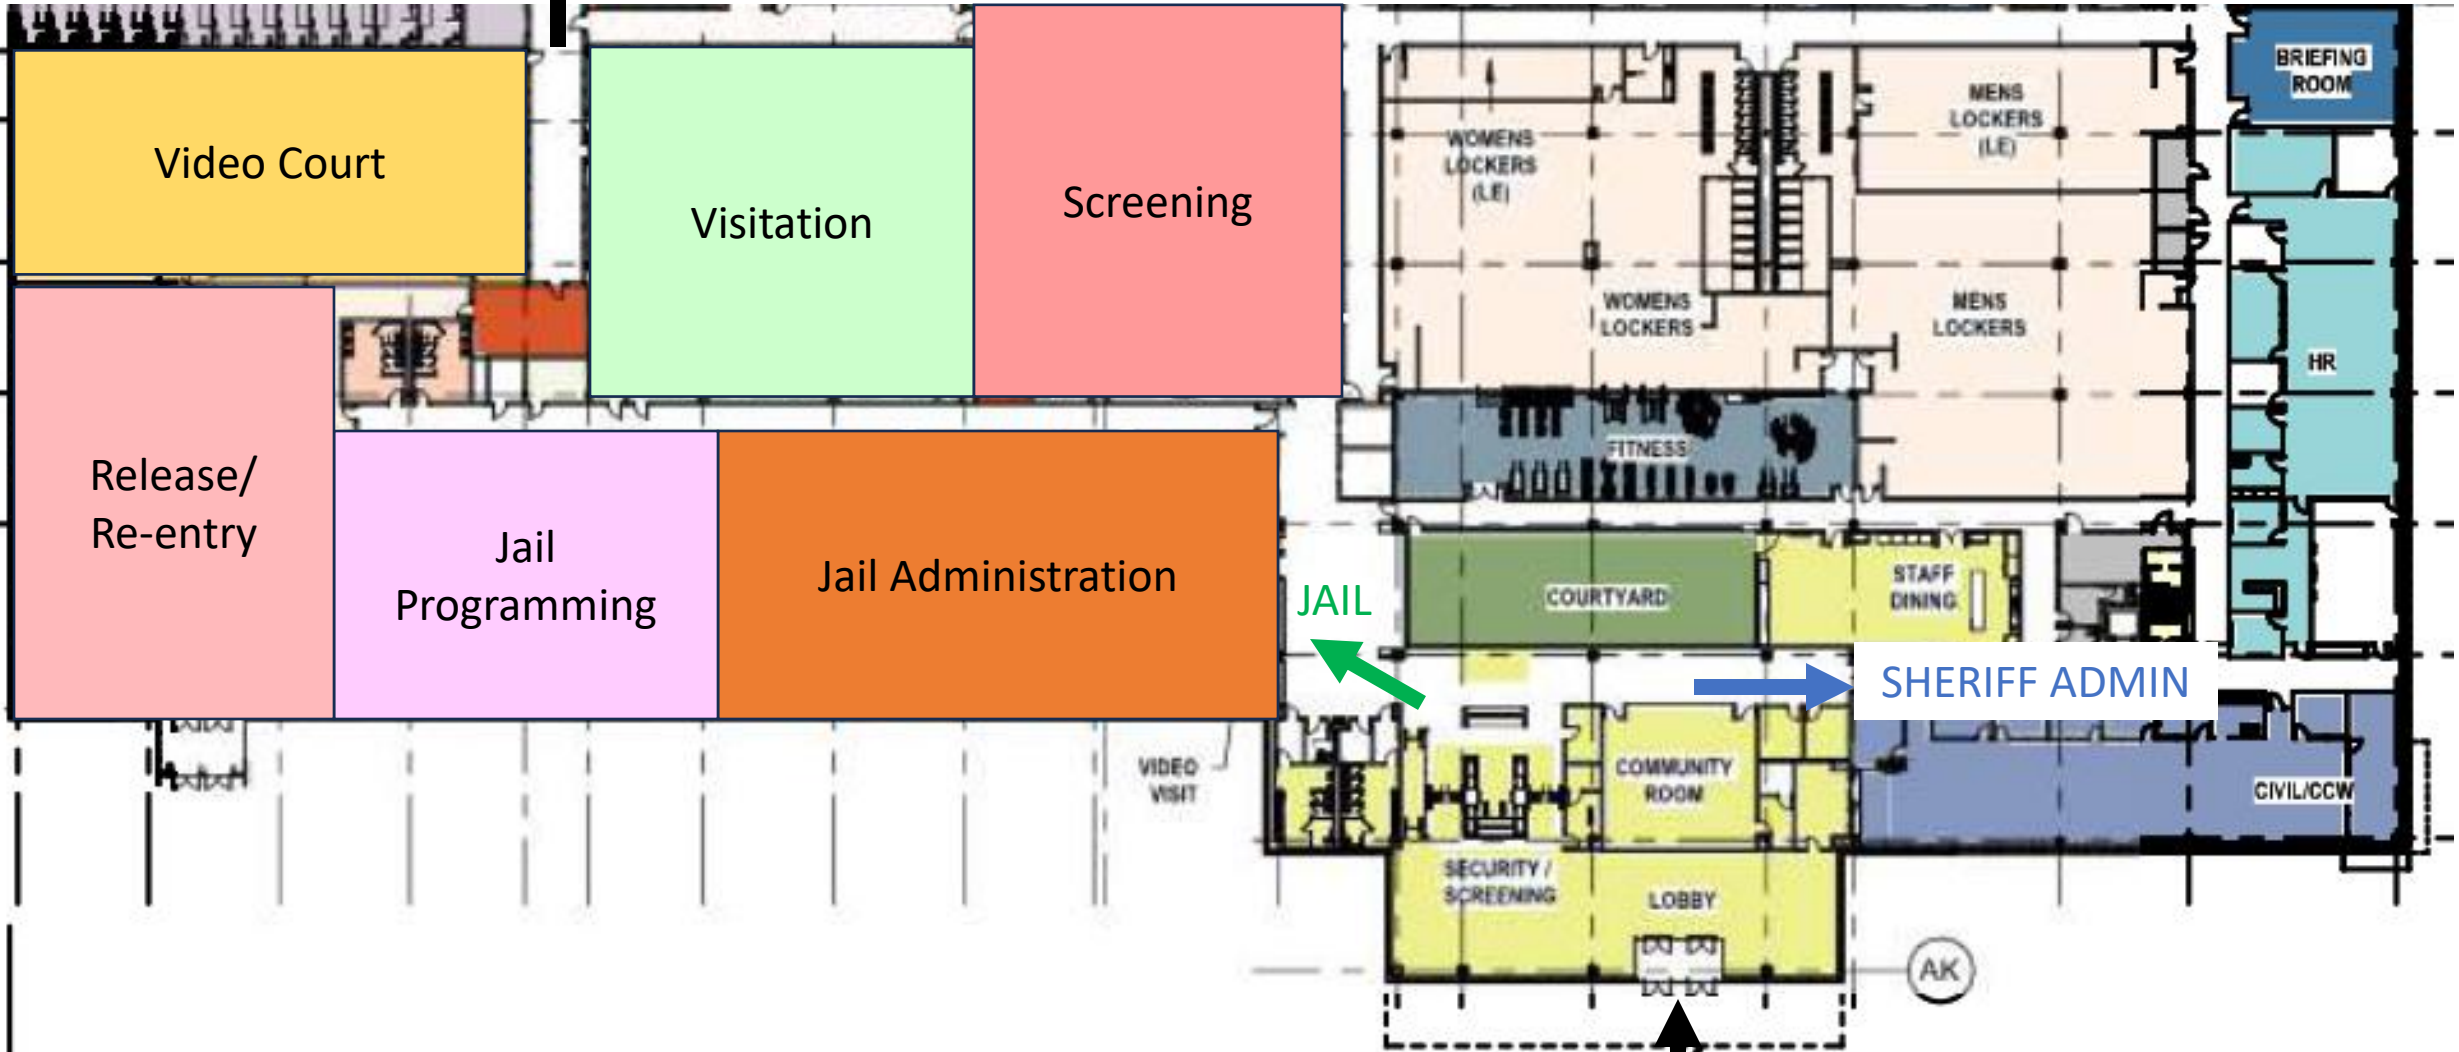 BRIEFING
ROOM
Video Court
Visitation
Screening
WOMENS
LOCKERS
(LE)
MENS
LOCKERS
(LE)
WOMENS
LOCKERS
MENS
LOCKERS
HR
Release/
Re-entry
FITNESS
Jail
Programming
Jail Administration
JAIL
COURTYARD
STAFF
DINING
SHERIFF ADMIN
VIDEO
VISIT
COMMUNITY
ROOM
CIVIL/CCW
SECURITY /
SCREENING
LOBBY
AK